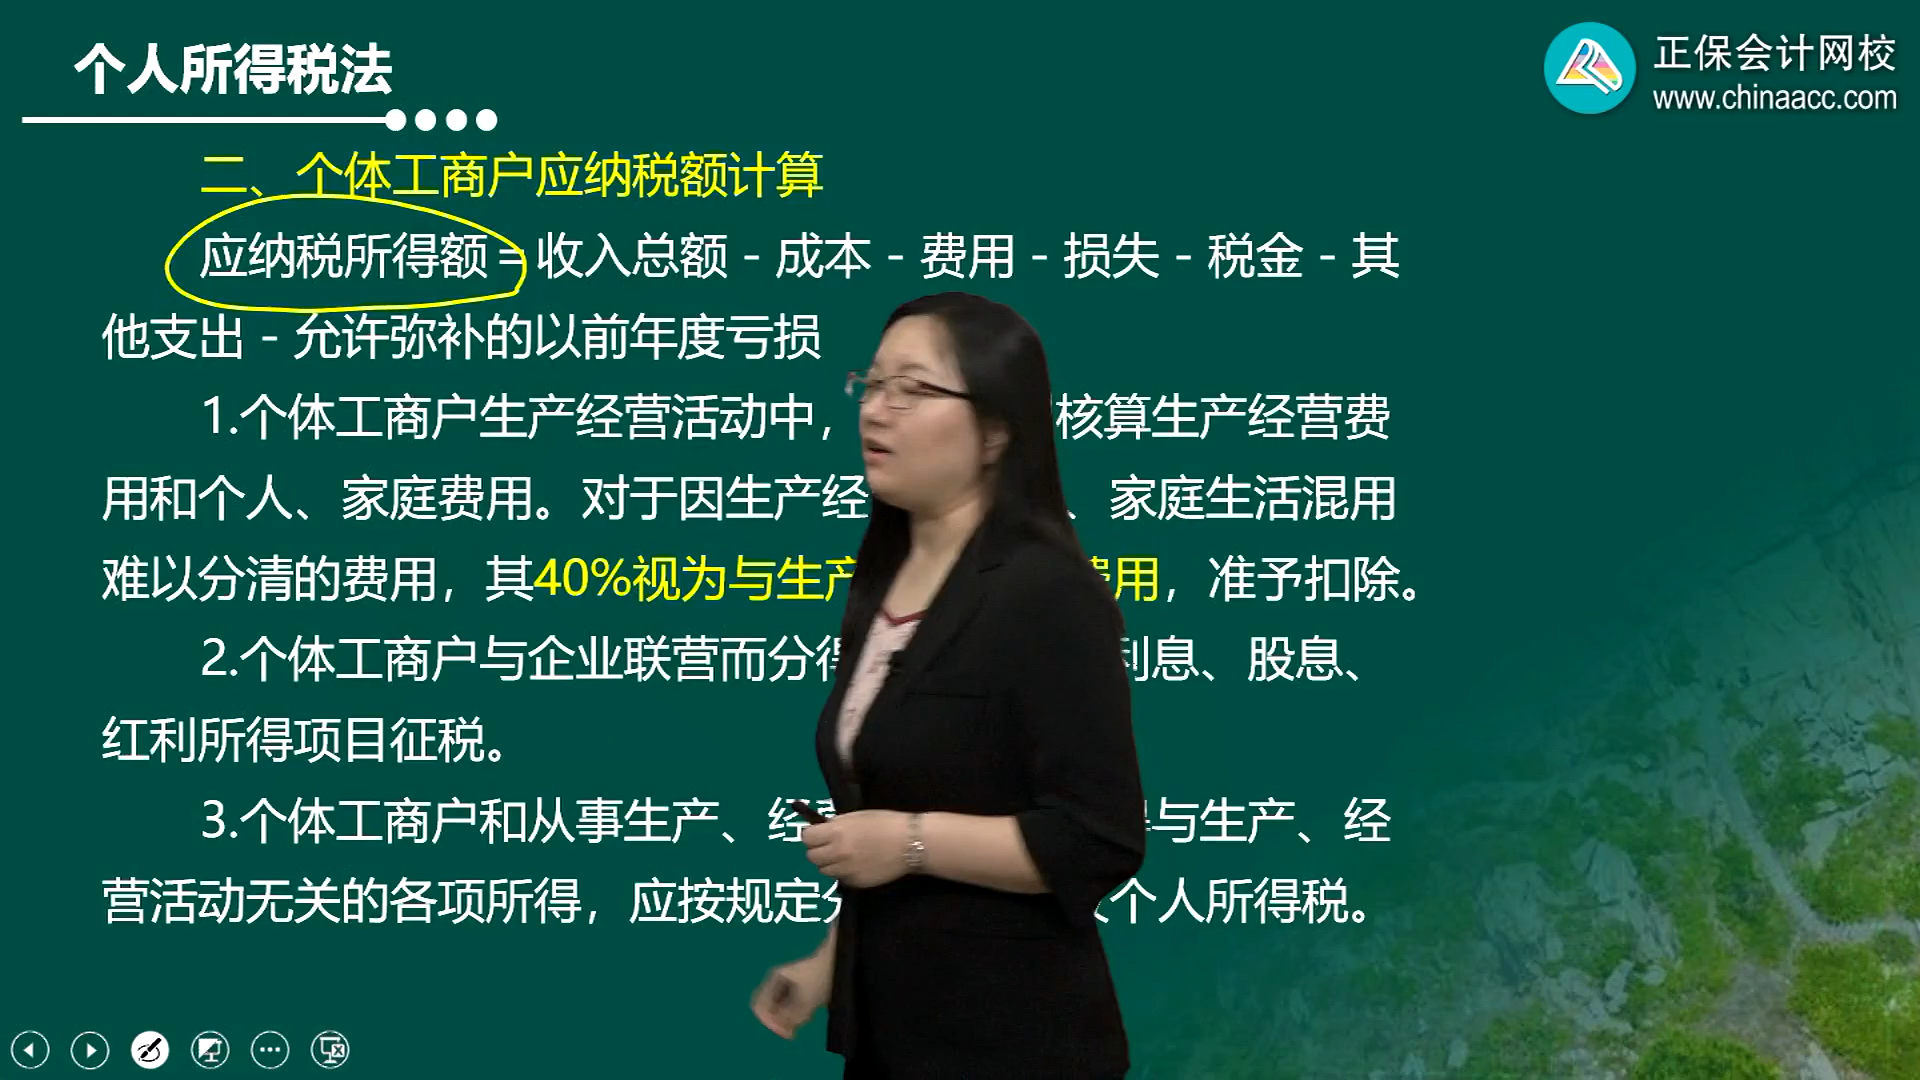 个人所得税法
正保会计网校
www.chinaacc.com
二、个体工商户应纳税额计算
应纳税所得额 = 收入总额 - 成本 - 费用 - 损失 - 税金 - 其
他支出 - 允许弥补的以前年度亏损
1.个体工商户生产经营活动中， 核算生产经营费
用和个人、家庭费用。对于因生产经 、家庭生活混用
难以分清的费用，其40%视为与生产 费用，准予扣除。
2.个体工商户与企业联营而分得 利息、股息、
红利所得项目征税。
3.个体工商户和从事生产、经营 与生产、经
营活动无关的各项所得，应按规定分 个人所得税。